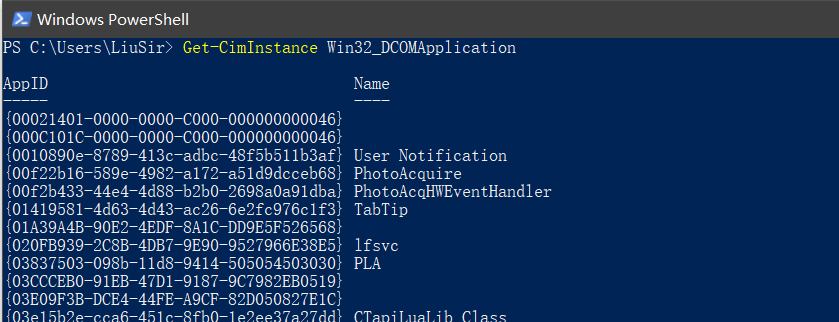 Windows PowerShell
PS C:\Users\LiuSir> Get-CimInstance Win32_DCOMApplication
AppID Name
----- ----
{00021401-0000-0000-C000-000000000046}
{000C101C-0000-0000-C000-000000000046}
{0010890e-8789-413c-adbc-48f5b511b3af} User Notification
{00f22b16-589e-4982-a172-a51d9dcceb68} PhotoAcquire
{00f2b433-44e4-4d88-b2b0-2698a0a91dba} PhotoAcqHWEventHandler
{01419581-4d63-4d43-ac26-6e2fc976c1f3} TabTip
{01A39A4B-90E2-4EDF-8A1C-DD9E5F526568}
{020FB939-2C8B-4DB7-9E90-9527966E38E5} lfsvc
{03837503-098b-11d8-9414-505054503030} PLA
{03CCCEB0-91EB-47D1-9187-9C7982EB0519}
{03E09F3B-DCE4-44FE-A9CF-82D050827E1C}
{03e15b2e-cca6-451c-8fb0-1e2ee37a27dd} CTapiLuaLib Class